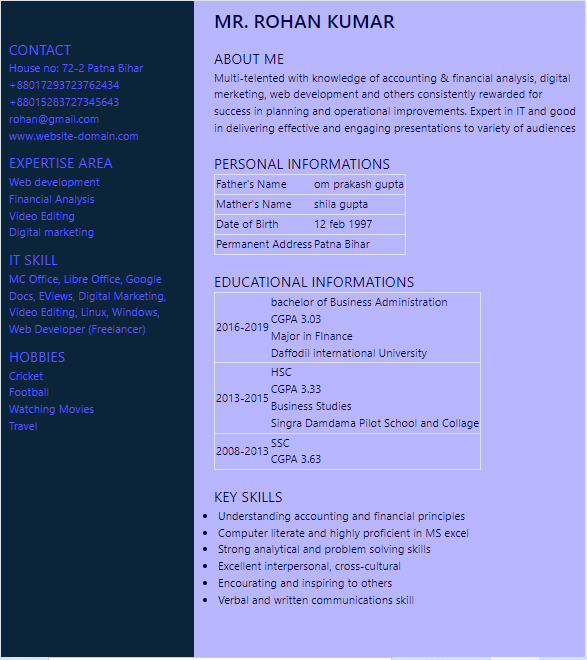 CONTACT
House no: 72-2 Patna Bihar
+88017293723762434
+88015283727345643
rohan@gmail.com
www.website-domain.com
EXPERTISE AREA
Web development
Financial Analysis
Video Editing
Digital marketing
IT SKILL
MC Office, Libre Office, Google
Docs, EViews, Digital Marketing,
Video Editing, Linux, Windows,
Web Developer (Freelancer)
HOBBIES
Cricket
Football
Watching Movies
Travel
MR. ROHAN KUMAR
ABOUT ME
Multi-telented with knowledge of accounting & financial analysis, digital
merketing, web development and others consistently rewarded for
success in planning and operational improvements. Expert in IT and good
in delivering effective and engaging presentations to variety of audiences
PERSONAL INFORMATIONS
Father's Name om prakash gupta
Mather's Name shila gupta
Date of Birth 12 feb 1997
Permanent Address Patna Bihar
EDUCATIONAL INFORMATIONS
2016-2019
bachelor of Business Administration
CGPA 3.03
Major in FInance
Daffodil international University
2013-2015
HSC
CGPA 3.33
Business Studies
Singra Damdama Pilot School and Collage
2008-2013
SSC
CGPA 3.63
KEY SKILLS
• Understanding accounting and financial principles
• Computer literate and highly proficient in MS excel
• Strong analytical and problem solving skills
• Excellent interpersonal, cross-cultural
• Encourating and inspiring to others
• Verbal and written communications skill